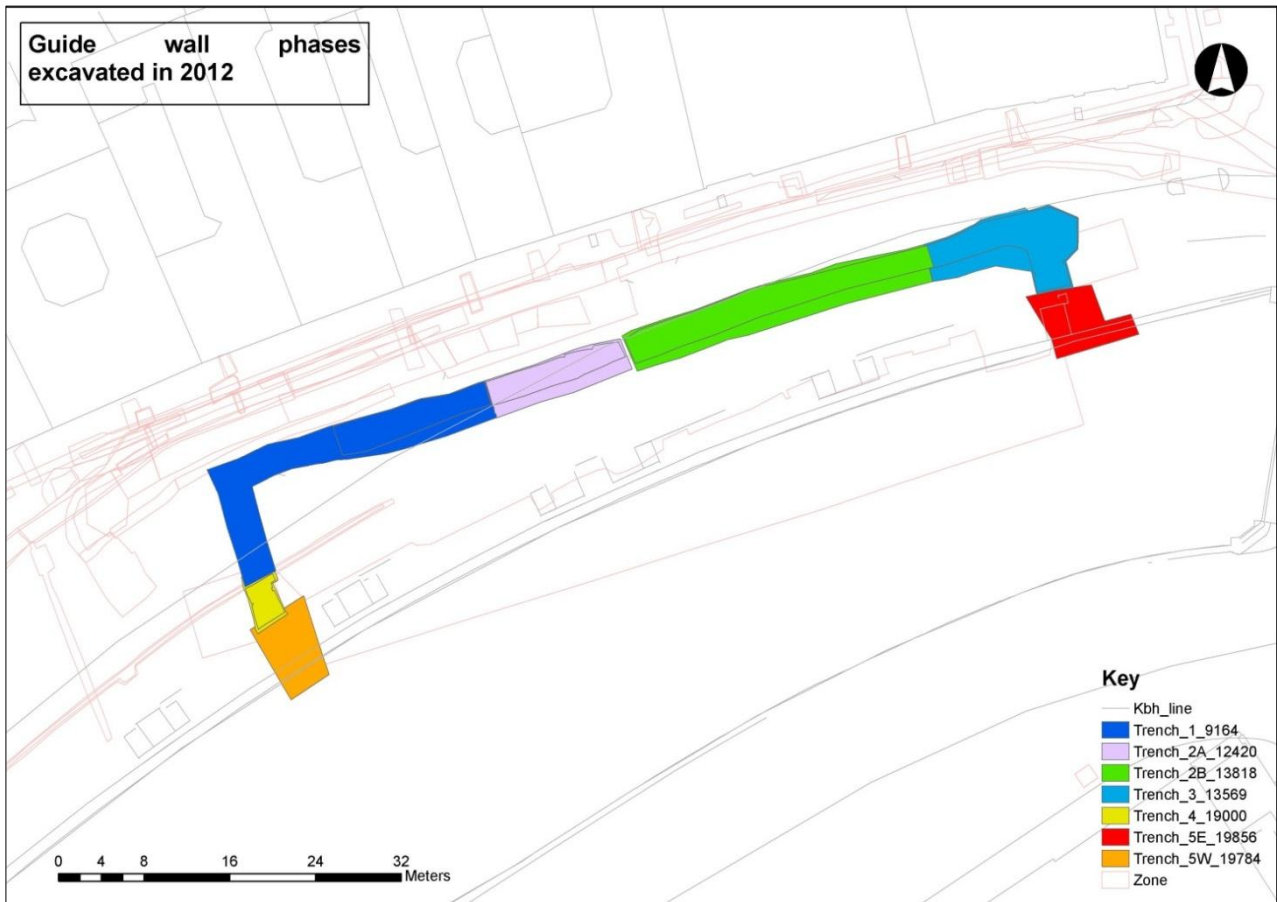 Guide wall phases
excavated in 2012
Key
Kbh_line
Trench_1_9164
Trench_2A_12420
Trench_2B_13818
Trench_3_13569
Trench_4_19000
Trench_5E_19856
Trench_5W_19784
Zone
0 4 8 16 24 32
Meters